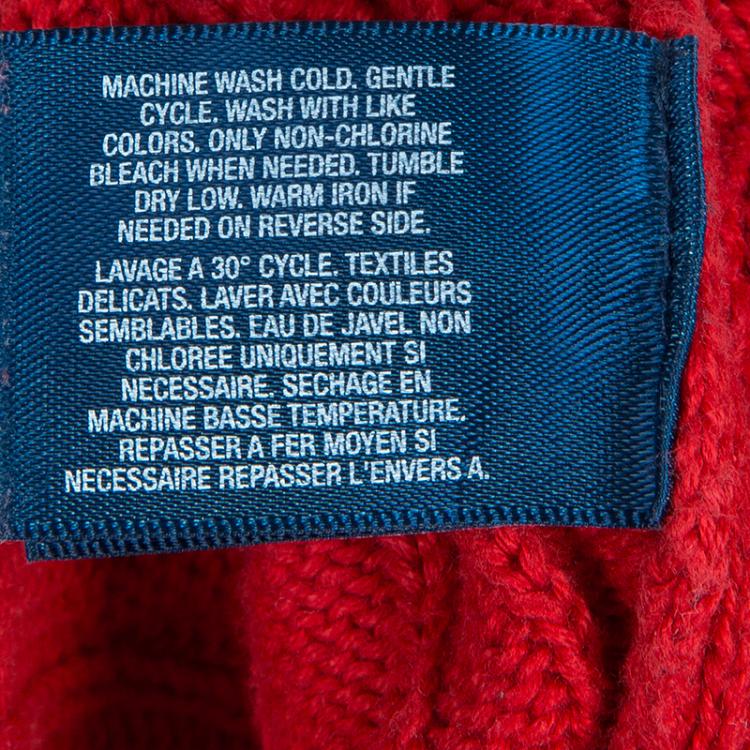 MACHINE WASH COLD. GENTLE
CYCLE. WASH WITH LIKE
COLORS. ONLY NON-CHLORINE
BLEACH WHEN NEEDED. TUMBLE
DRY LOW. WARM IRON IF
NEEDED ON REVERSE SIDE.
LAVAGE A 30° CYCLE. TEXTILES
DELICATS. LAVER AVEC COULEURS
SEMBLABLES. EAU DE JAVEL NON
CHLOREE UNIQUEMENT SI
NECESSAIRE. SECHAGE EN
MACHINE BASSE TEMPERATURE.
REPASSER A FER MOYEN SI
NECESSAIRE REPASSER L'ENVERS A.